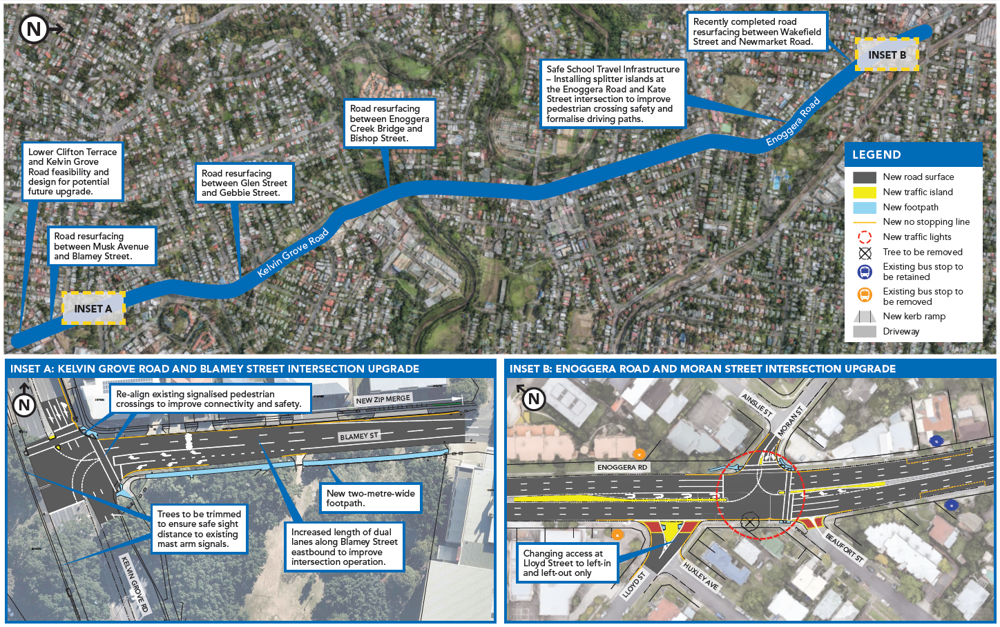 N
Recently completed road
resurfacing between Wakefield
Street and Newmarket Road.
INSET B
Safe School Travel Infrastructure
– Installing splitter islands at
the Enoggera Road and Kate
Street intersection to improve
pedestrian crossing safety and
formalise driving paths.
Enoggera Road
Road resurfacing
between Enoggera
Creek Bridge and
Bishop Street.
Lower Clifton Terrace
and Kelvin Grove
Road feasibility and
design for potential
future upgrade.
Road resurfacing
between Glen Street
and Gebbie Street.
Road resurfacing
between Musk Avenue
and Blamey Street.
Kelvin Grove Road
INSET A
LEGEND
New road surface
New traffic island
New footpath
New no stopping line
New traffic lights
Tree to be removed
Existing bus stop to
be retained
Existing bus stop to
be removed
New kerb ramp
Driveway
INSET A: KELVIN GROVE ROAD AND BLAMEY STREET INTERSECTION UPGRADE
N
Re-align existing signalised pedestrian
crossings to improve connectivity and safety.
NEW ZIP MERGE
BLAMEY ST
New two-metre-wide
footpath.
Trees to be trimmed
to ensure safe sight
distance to existing
mast arm signals.
Increased length of dual
lanes along Blamey Street
eastbound to improve
intersection operation.
KELVIN GROVE RD
INSET B: ENOGGERA ROAD AND MORAN STREET INTERSECTION UPGRADE
N
AINSLIE ST
MORAN ST
ENOGGERA RD
Changing access at
Lloyd Street to left-in
and left-out only
LLOYD ST
HUXLEY AVE
BEAUFORT ST